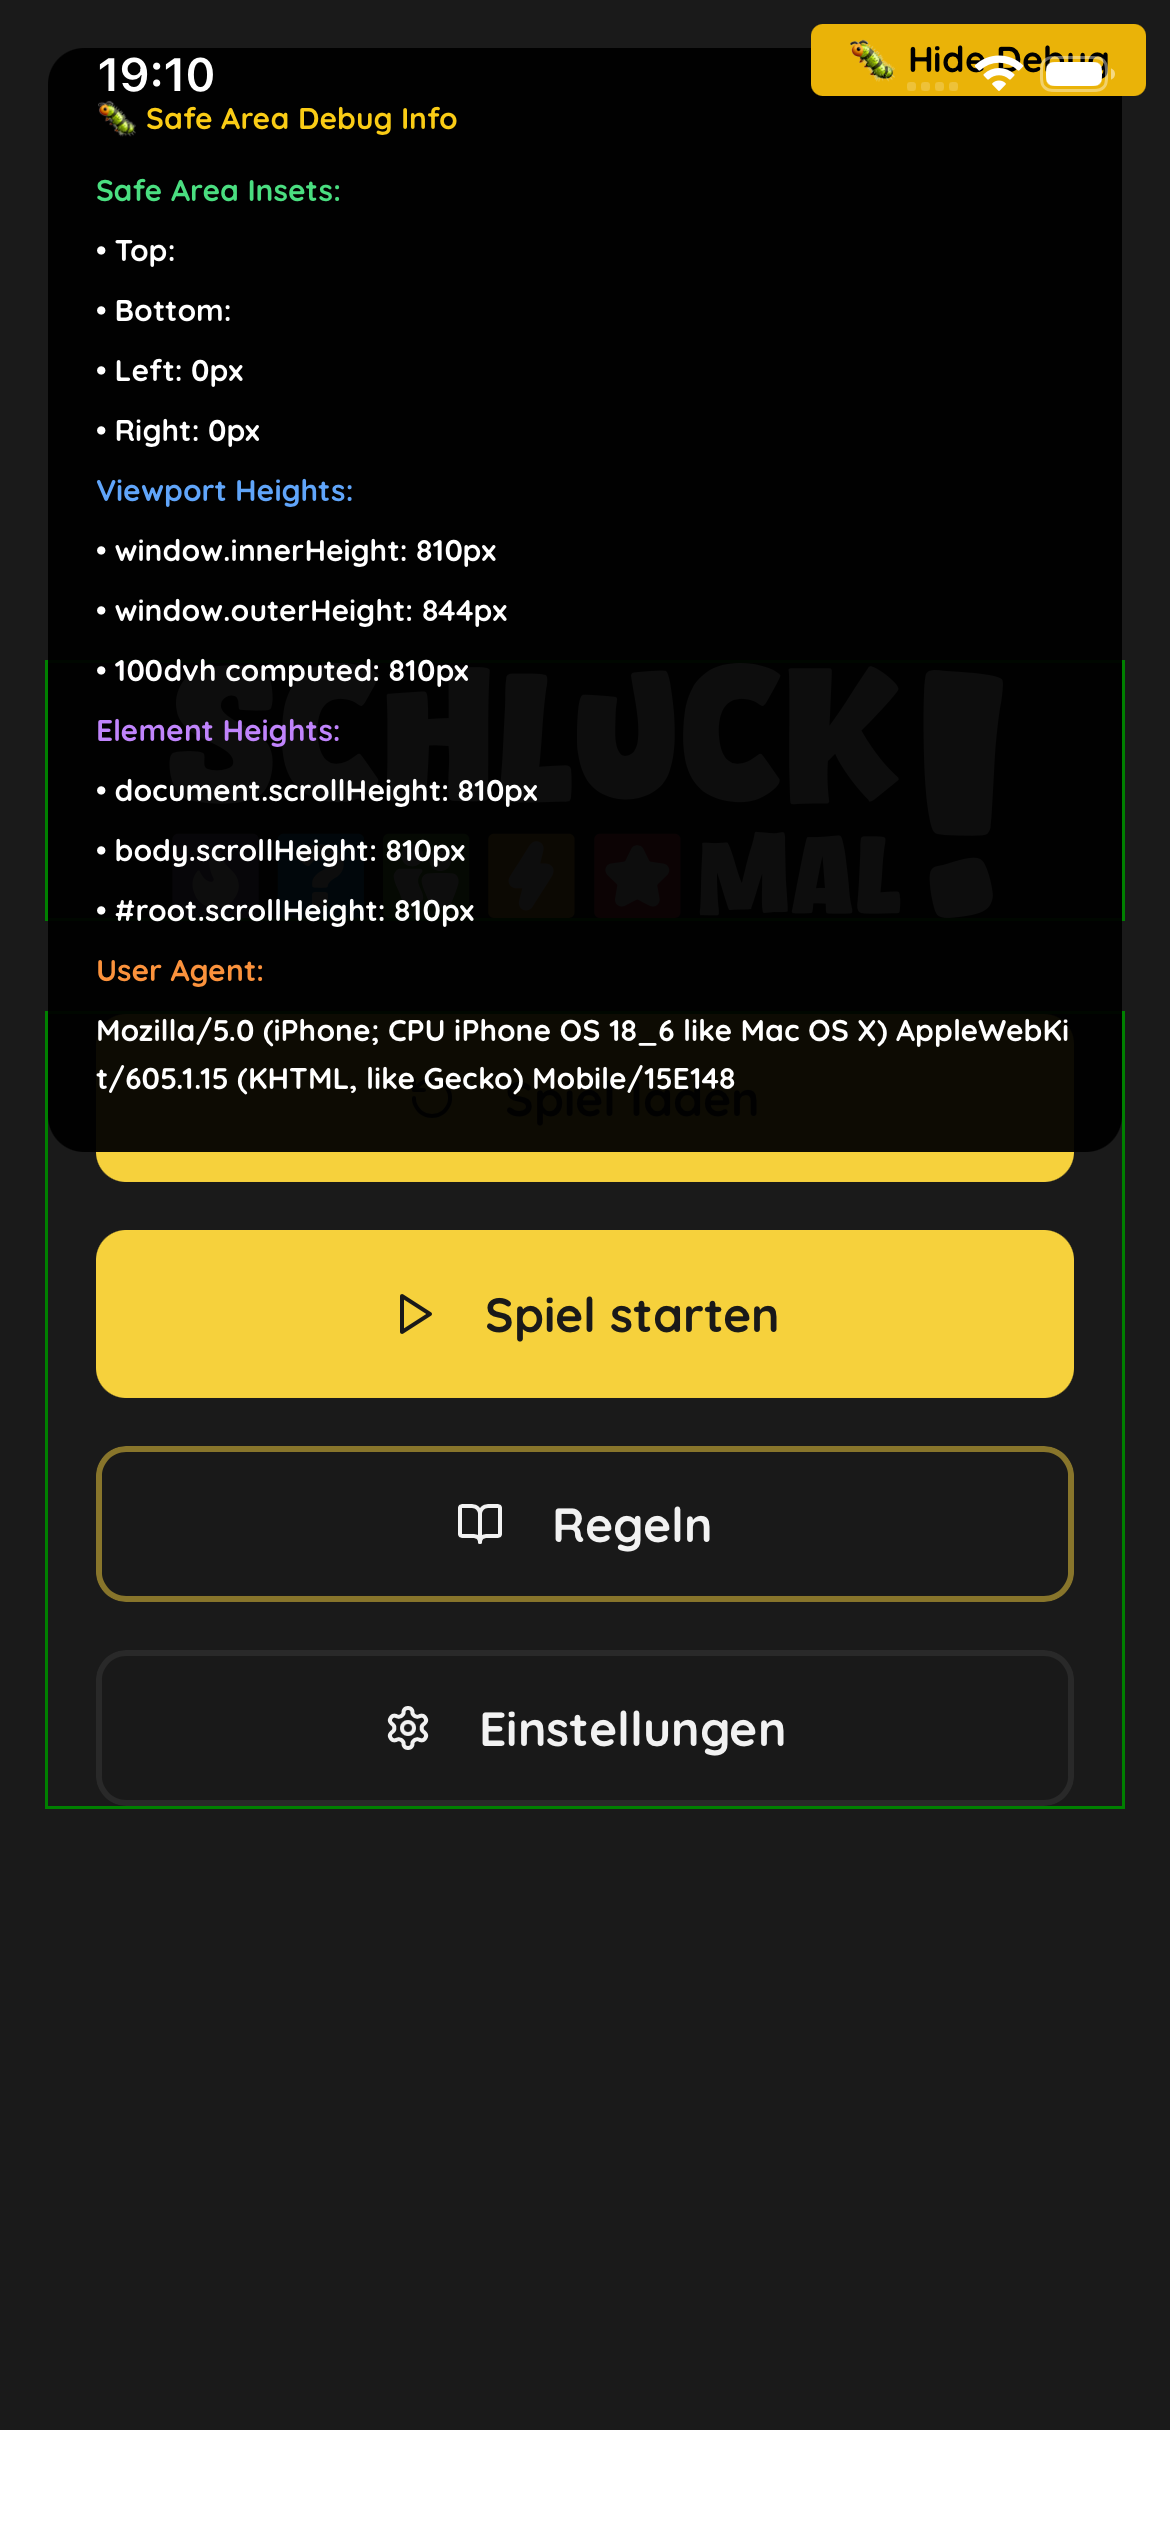 19:10
🐛 Hide Debug
🐛 Safe Area Debug Info
Safe Area Insets:
• Top:
• Bottom:
• Left: 0px
• Right: 0px
Viewport Heights:
• window.innerHeight: 810px
• window.outerHeight: 844px
• 100dvh computed: 810px
SCHLUCK!
Element Heights:
• document.scrollHeight: 810px
• body.scrollHeight: 810px
MAL!
• #root.scrollHeight: 810px
User Agent:
Mozilla/5.0 (iPhone; CPU iPhone OS 18_6 like Mac OS X) AppleWebKi
t/605.1.15 (KHTML, like Gecko) Mobile/15E148
Spiel laden
Spiel starten
Regeln
Einstellungen